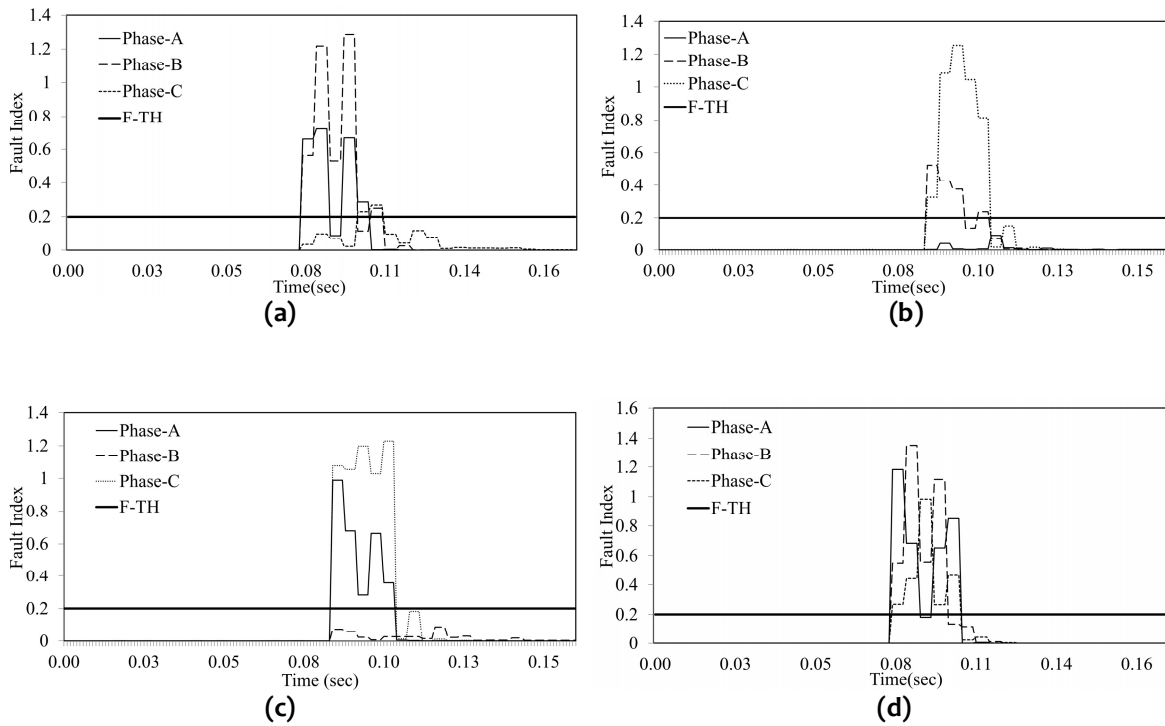 1.4
1.2
1
0.8
0.6
0.4
0.2
0
Fault Index
Phase-A
Phase-B
Phase-C
F-TH
0.00 0.03 0.05 0.08 0.11 0.14 0.16
Time(sec)
(a)
1.4
1.2
1
0.8
0.6
0.4
0.2
0
Fault Index
Phase-A
Phase-B
Phase-C
F-TH
0.00 0.03 0.05 0.08 0.10 0.13 0.15
Time(sec)
(b)
1.4
1.2
1
0.8
0.6
0.4
0.2
0
Fault Index
Phase-A
Phase-B
Phase-C
F-TH
0.00 0.03 0.05 0.08 0.10 0.13 0.15
Time (sec)
(c)
1.6
1.4
1.2
1
0.8
0.6
0.4
0.2
0
Fault Index
Phase-A
Phase-B
Phase-C
F-TH
0.00 0.03 0.05 0.08 0.11 0.14 0.16
Time(sec)
(d)